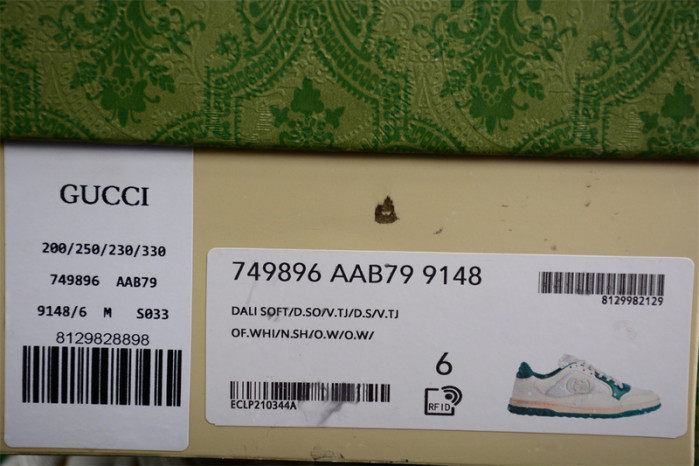 GUCCI
200/250/230/330
749896 AAB79
9148/6 M S033
8129828898
749896 AAB79 9148
8129982129
DALI SOFT/D.SO/V.TJ/D.S/V.TJ
OF.WHI/N.SH/O.W/O.W/
6
RFID
ECLP210344A